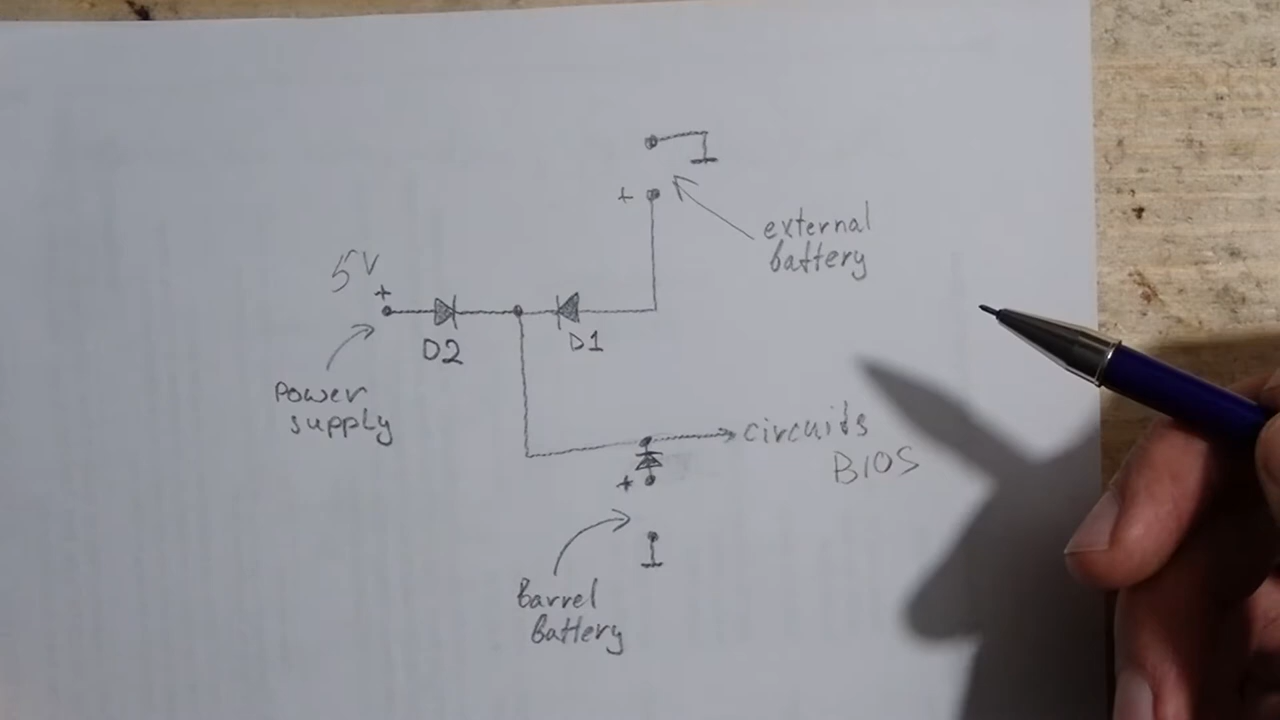 +
external
battery
5V
+
D2
D1
Power
supply
circuits
BIOS
+
Barrel
Battery